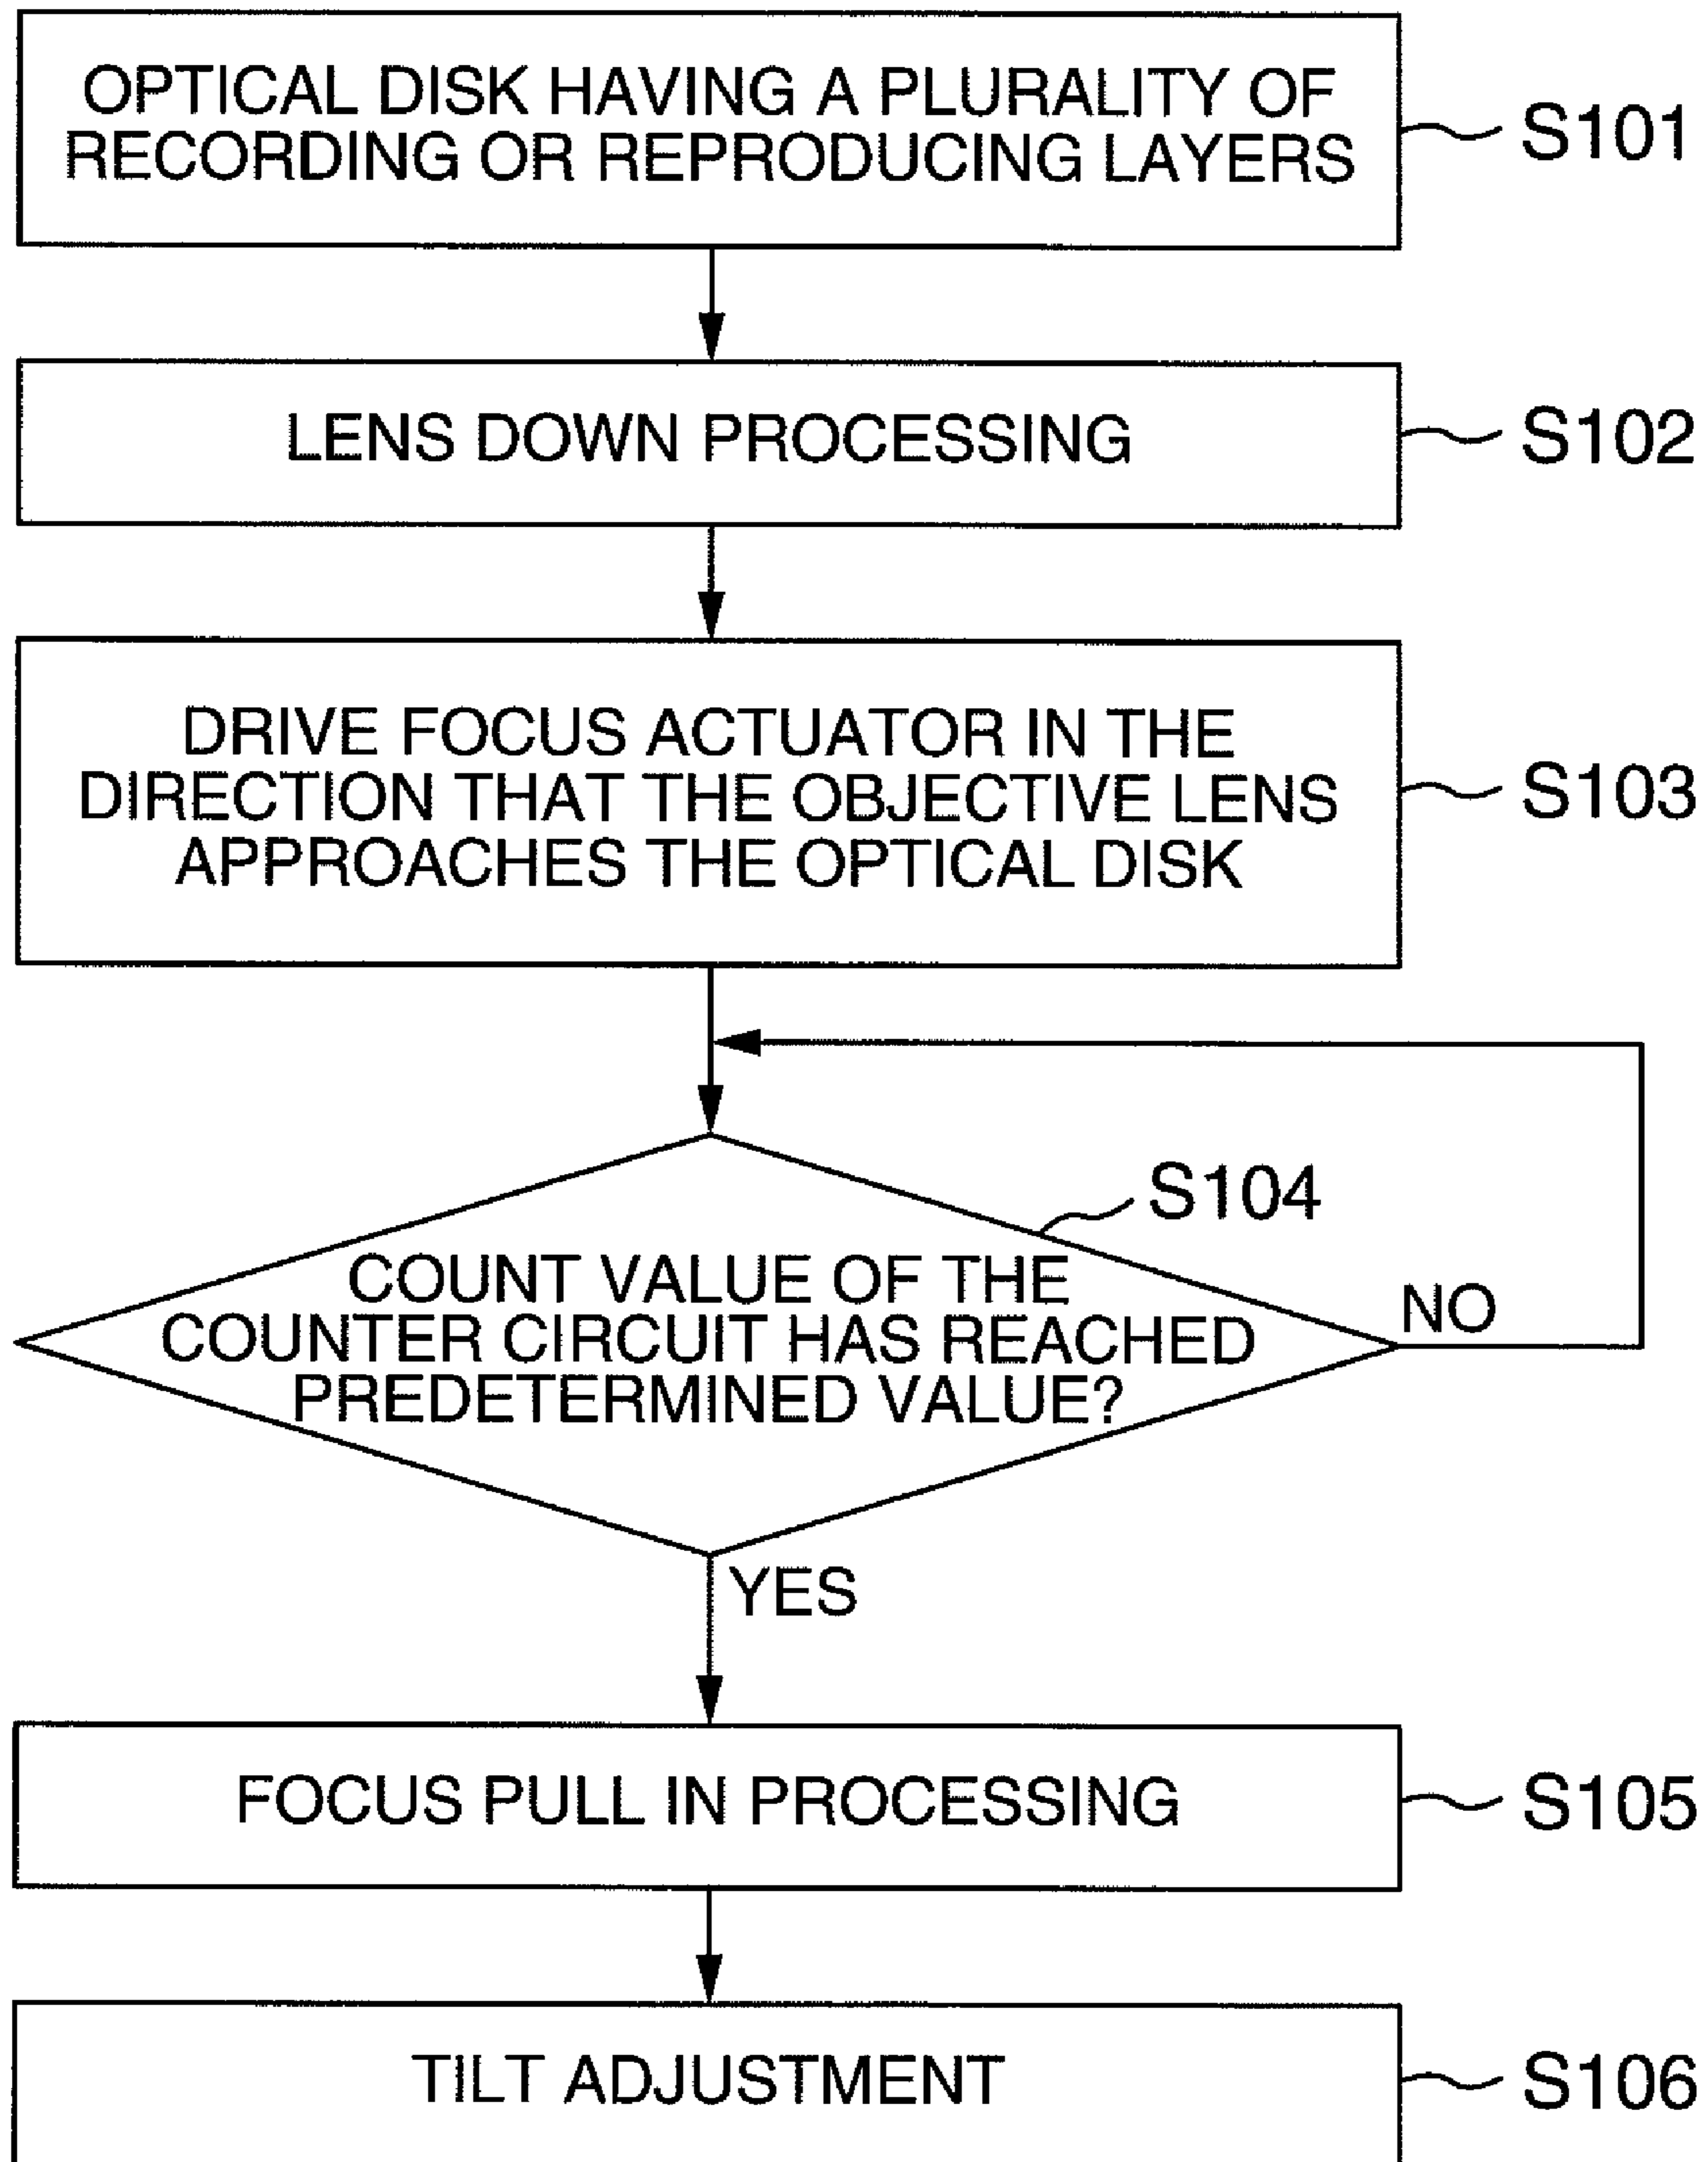 OPTICAL DISK HAVING A PLURALITY OF
RECORDING OR REPRODUCING LAYERS
S101
LENS DOWN PROCESSING
S102
DRIVE FOCUS ACTUATOR IN THE
DIRECTION THAT THE OBJECTIVE LENS
APPROACHES THE OPTICAL DISK
S103
S104
COUNT VALUE OF THE
COUNTER CIRCUIT HAS REACHED
PREDETERMINED VALUE?
NO
YES
FOCUS PULL IN PROCESSING
S105
TILT ADJUSTMENT
S106